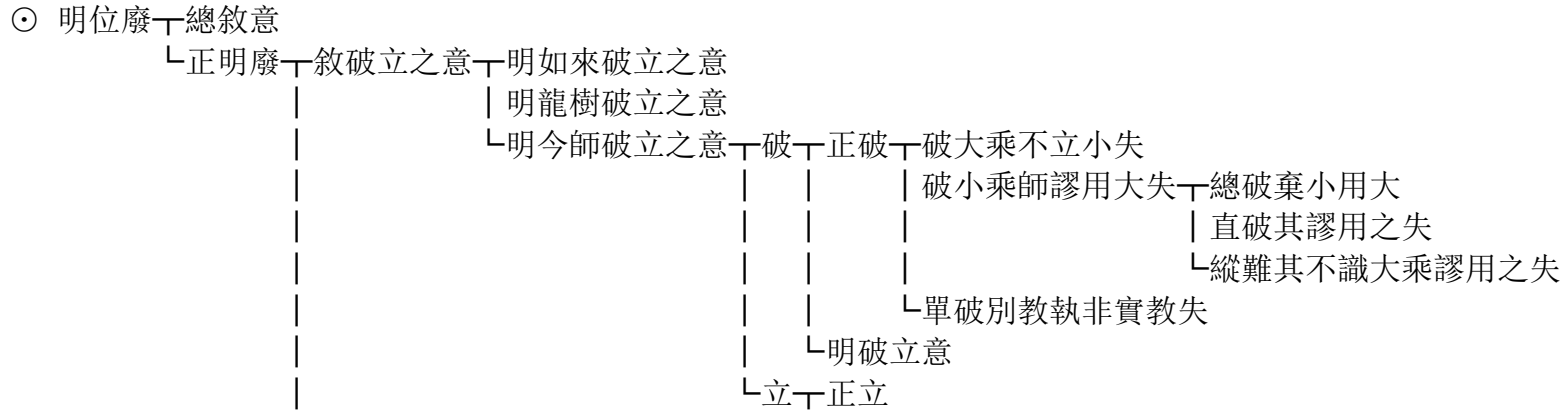 ⊙ 明位廢┬總敘意
└正明廢┬敘破立之意┬明如來破立之意
│ │明龍樹破立之意
│ └明今師破立之意┬破┬正破┬破大乘不立小失
│ │ │ │破小乘師謬用大失┬總破棄小用大
│ │ │ │ │直破其謬用之失
│ │ │ │ └縱難其不識大乘謬用之失
│ │ │ └單破別教執非實教失
│ │ └明破立意
│ └立┬正立